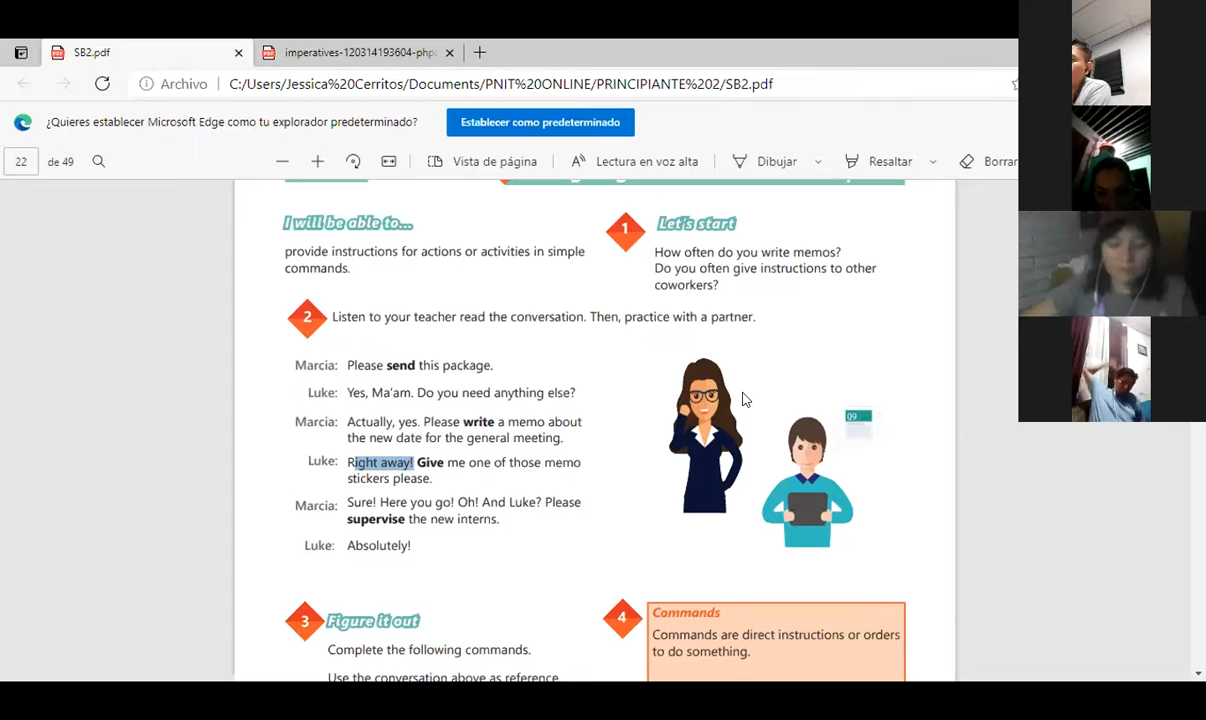 SB2.pdf
imperatives-120314193604-php
Archivo
C:/Users/Jessica%20Cerritos/Documents/PNIT%20ONLINE/PRINCIPIANTE%202/SB2.pdf
¿Quieres establecer Microsoft Edge como tu explorador predeterminado?
Establecer como predeterminado
22
de 49
Vista de página
Lectura en voz alta
Dibujar
Resaltar
Borrar
I will be able to...
provide instructions for actions or activities in simple
commands.
1
Let's start
How often do you write memos?
Do you often give instructions to other
coworkers?
2
Listen to your teacher read the conversation. Then, practice with a partner.
Marcia: Please send this package.
Luke: Yes, Ma'am. Do you need anything else?
Marcia: Actually, yes. Please write a memo about
the new date for the general meeting.
Luke: Right away! Give me one of those memo
stickers please.
Marcia: Sure! Here you go! Oh! And Luke? Please
supervise the new interns.
Luke: Absolutely!
09
3
Figure it out
Complete the following commands.
Use the conversation above as reference
4
Commands
Commands are direct instructions or orders
to do something.